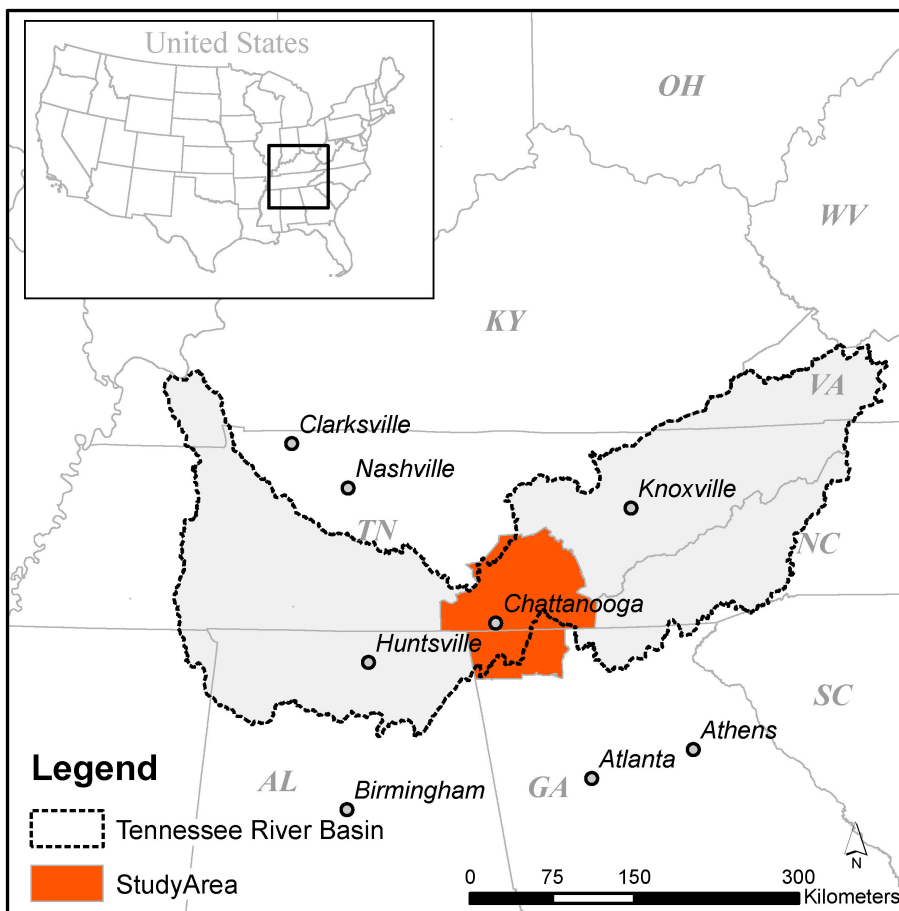 United States
OH
WV
KY
VA
Clarksville
Nashville
Knoxville
TN
NC
Chattanooga
Huntsville
SC
Athens
Atlanta
Legend
AL
GA
Birmingham
Tennessee River Basin
StudyArea
N
0 75 150 300
Kilometers